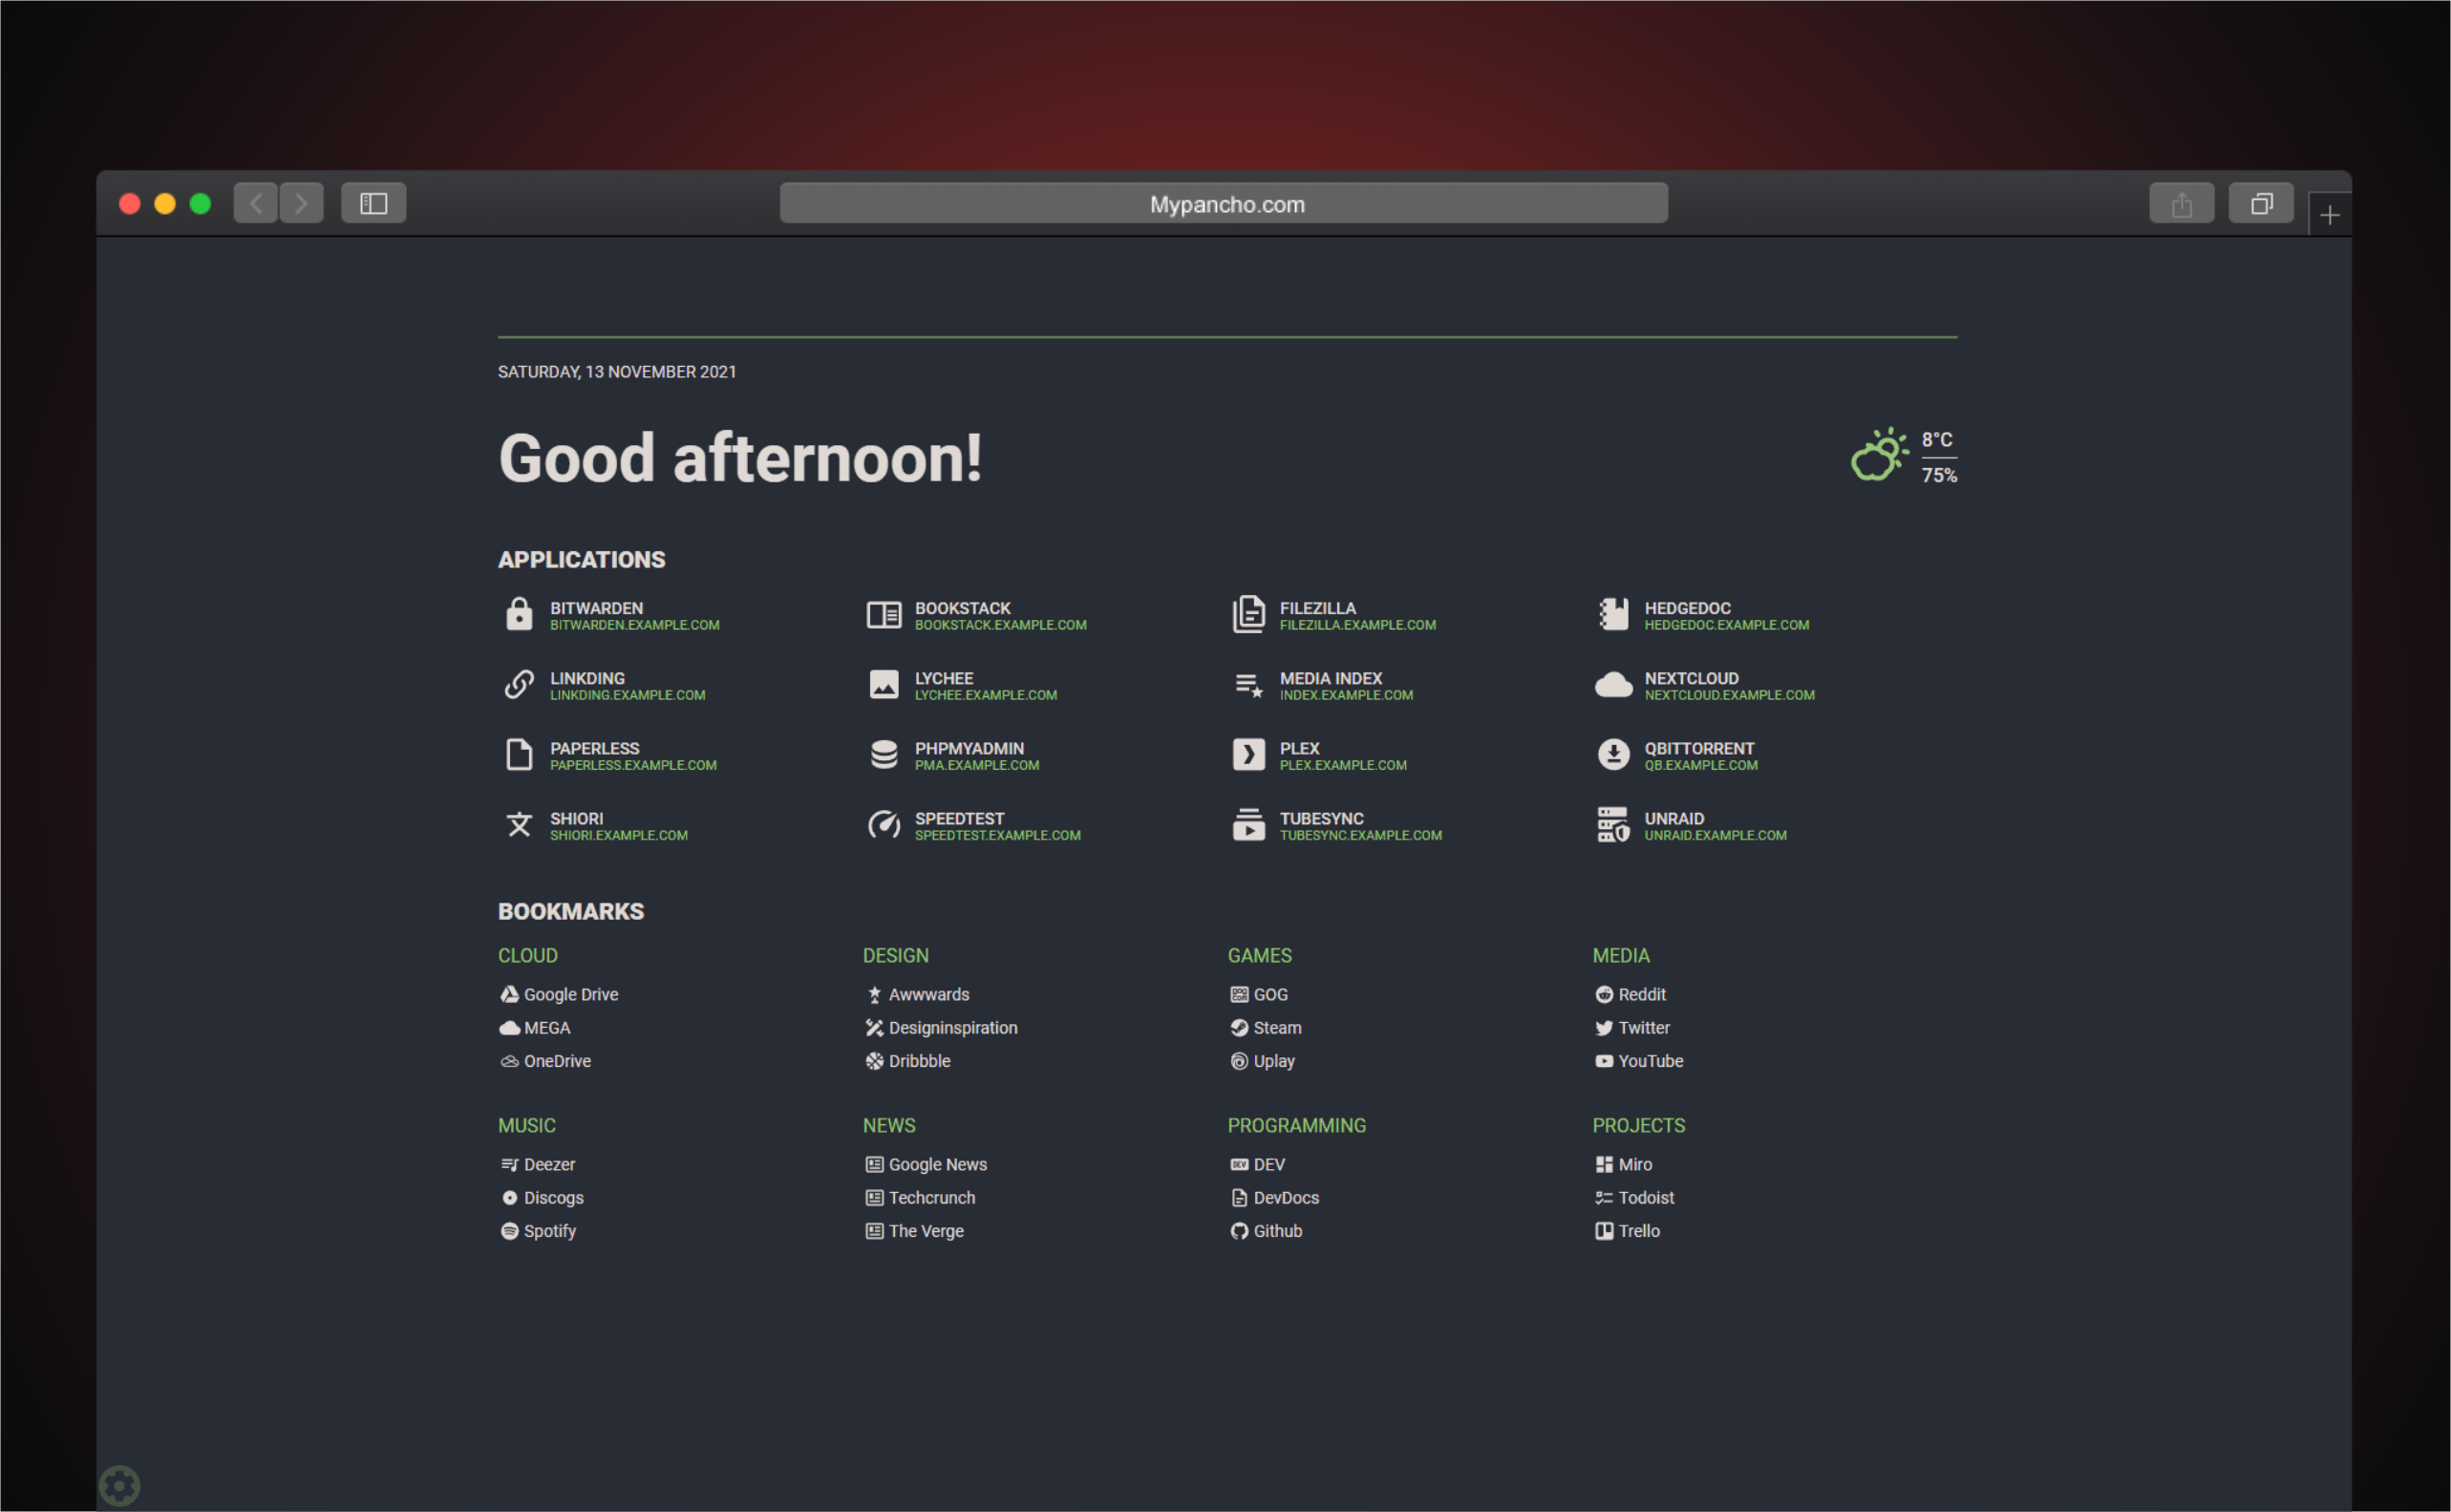 Mypancho.com
SATURDAY, 13 NOVEMBER 2021
Good afternoon!
8°C
75%
APPLICATIONS
BITWARDEN
BITWARDEN.EXAMPLE.COM
BOOKSTACK
BOOKSTACK.EXAMPLE.COM
FILEZILLA
FILEZILLA.EXAMPLE.COM
HEDGEDOC
HEDGEDOC.EXAMPLE.COM
LINKDING
LINKDING.EXAMPLE.COM
LYCHEE
LYCHEE.EXAMPLE.COM
MEDIA INDEX
INDEX.EXAMPLE.COM
NEXTCLOUD
NEXTCLOUD.EXAMPLE.COM
PAPERLESS
PAPERLESS.EXAMPLE.COM
PHPMYADMIN
PMA.EXAMPLE.COM
PLEX
PLEX.EXAMPLE.COM
QBITTORRENT
QB.EXAMPLE.COM
SHIORI
SHIORI.EXAMPLE.COM
SPEEDTEST
SPEEDTEST.EXAMPLE.COM
TUBESYNC
TUBESYNC.EXAMPLE.COM
UNRAID
UNRAID.EXAMPLE.COM
BOOKMARKS
CLOUD
Google Drive
MEGA
OneDrive
DESIGN
Awwwards
Designinspiration
Dribbble
GAMES
GOG
Steam
Uplay
MEDIA
Reddit
Twitter
YouTube
MUSIC
Deezer
Discogs
Spotify
NEWS
Google News
Techcrunch
The Verge
PROGRAMMING
DEV
DevDocs
Github
PROJECTS
Miro
Todoist
Trello